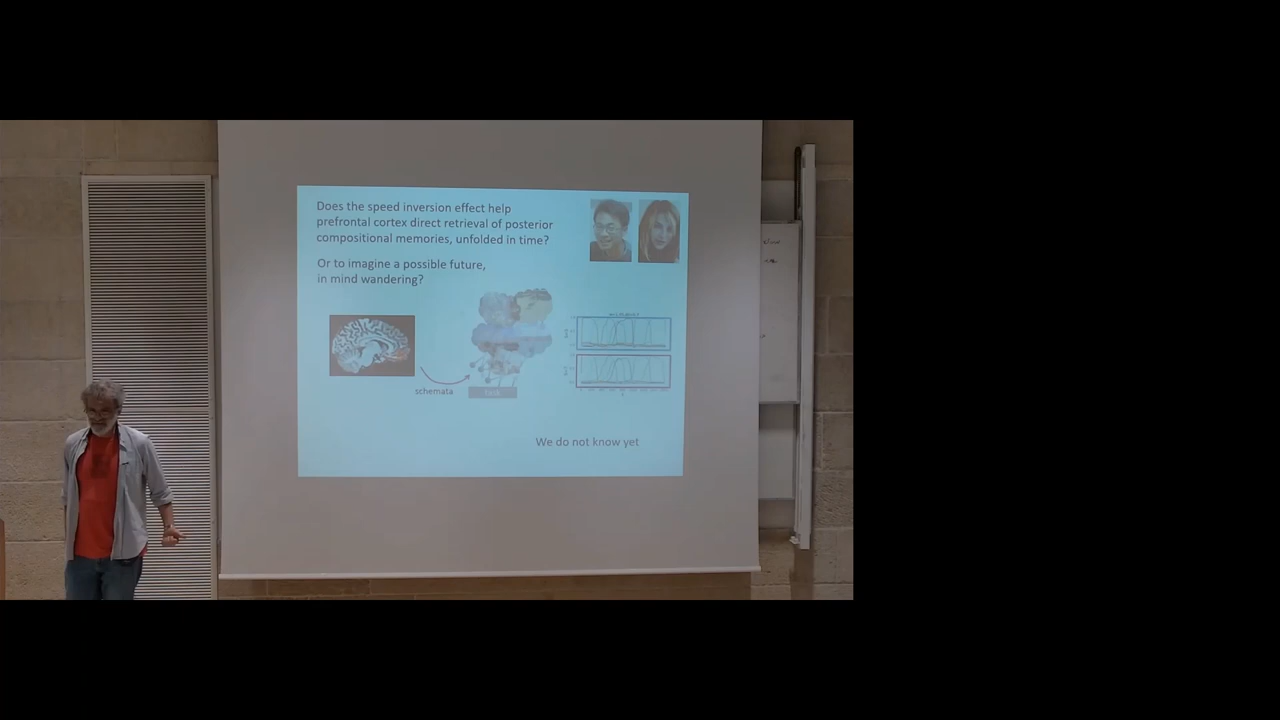 Does the speed inversion effect help
prefrontal cortex direct retrieval of posterior
compositional memories, unfolded in time?
Or to imagine a possible future,
in mind wandering?
schemata
We do not know yet